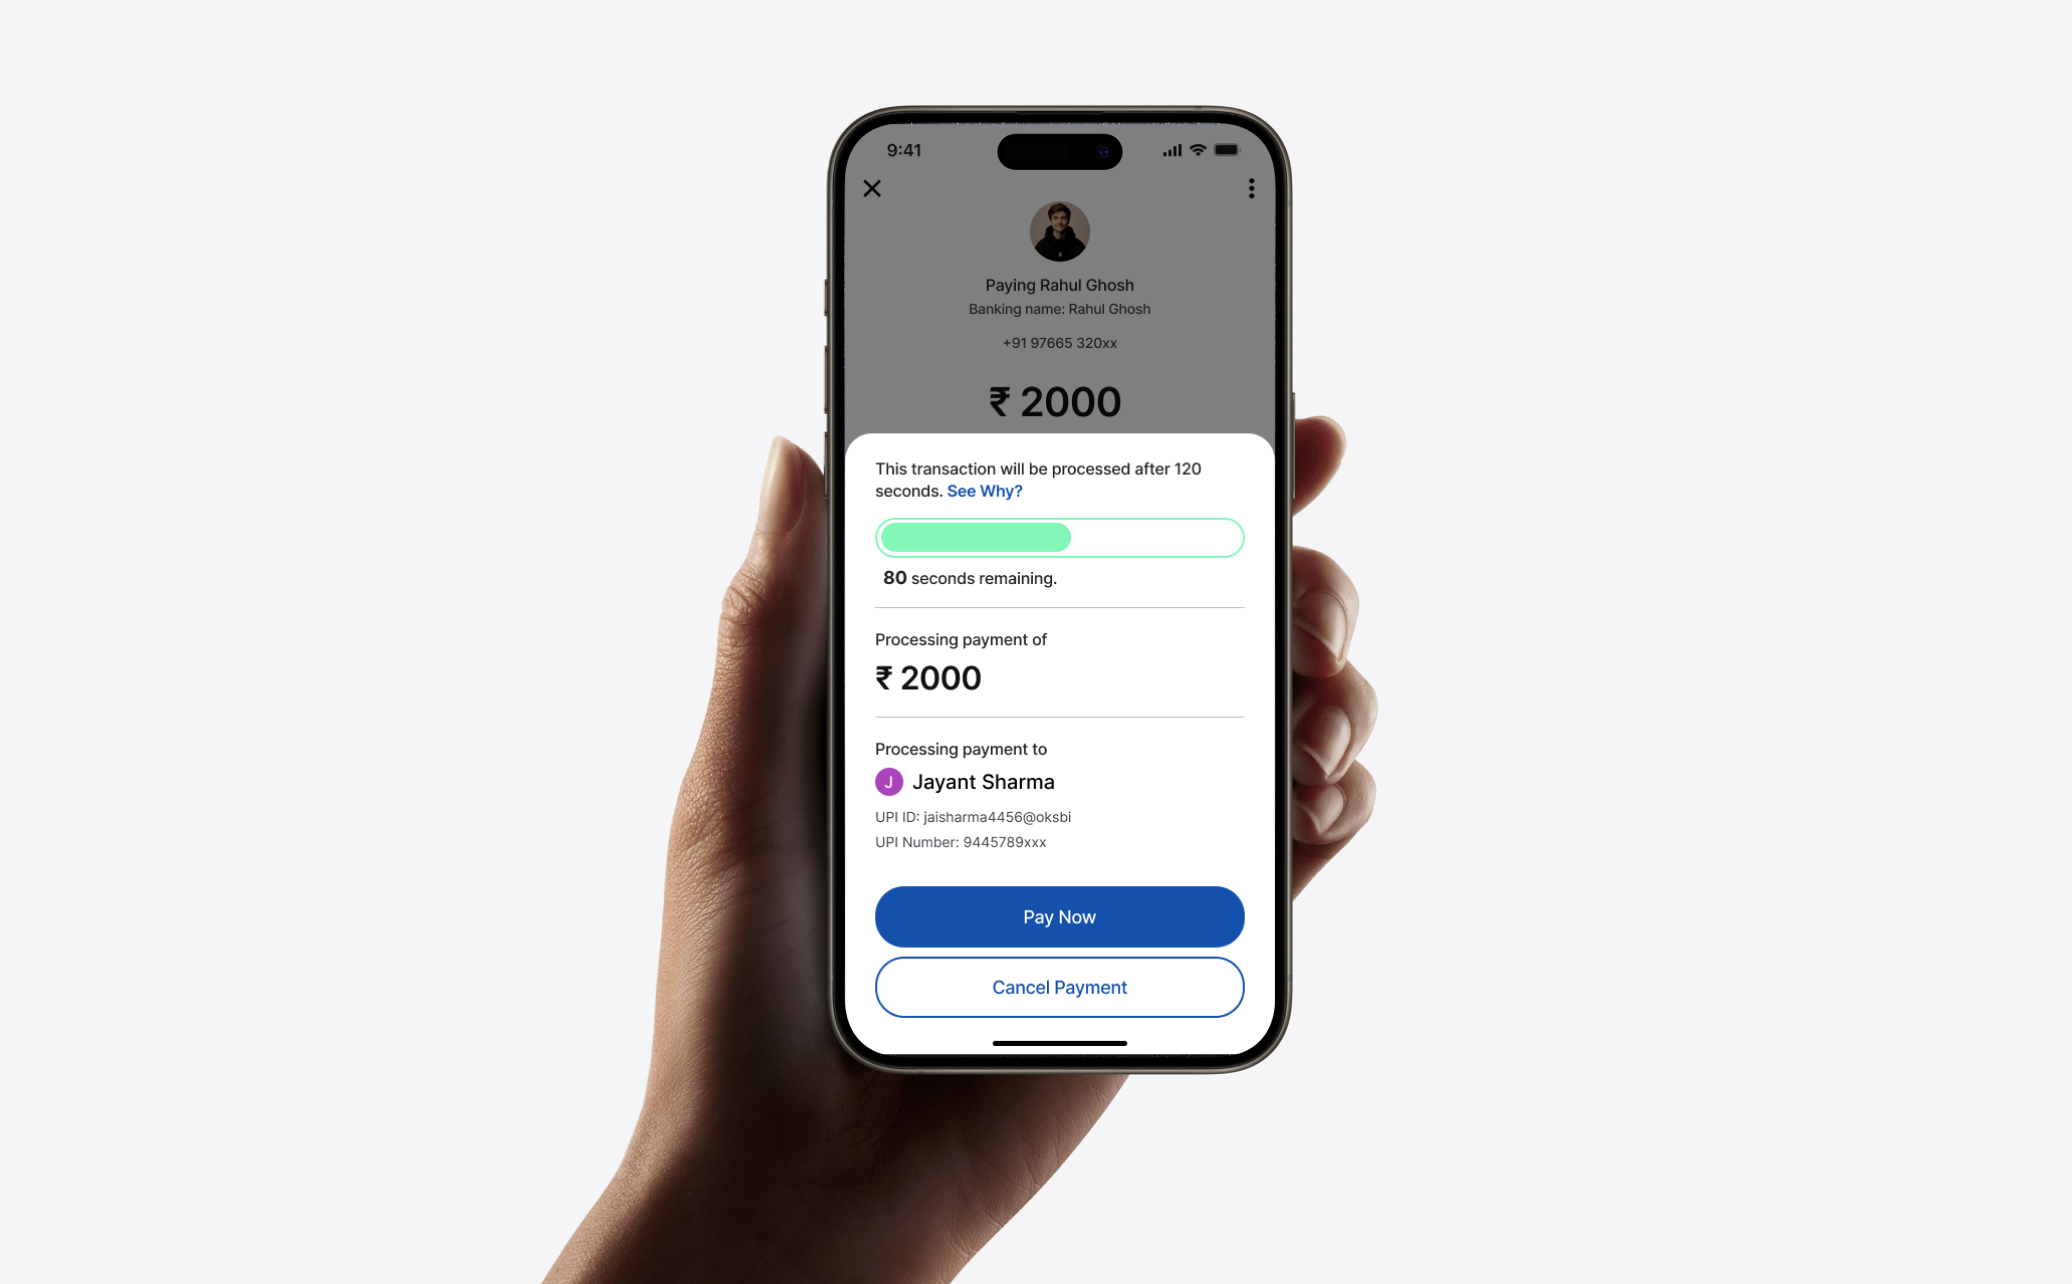 9:41
Paying Rahul Ghosh
Banking name: Rahul Ghosh
+91 97665 320xx
₹ 2000
This transaction will be processed after 120
seconds. See Why?
80 seconds remaining.
Processing payment of
₹ 2000
Processing payment to
J Jayant Sharma
UPI ID: jaisharma4456@oksbi
UPI Number: 9445789xxx
Pay Now
Cancel Payment